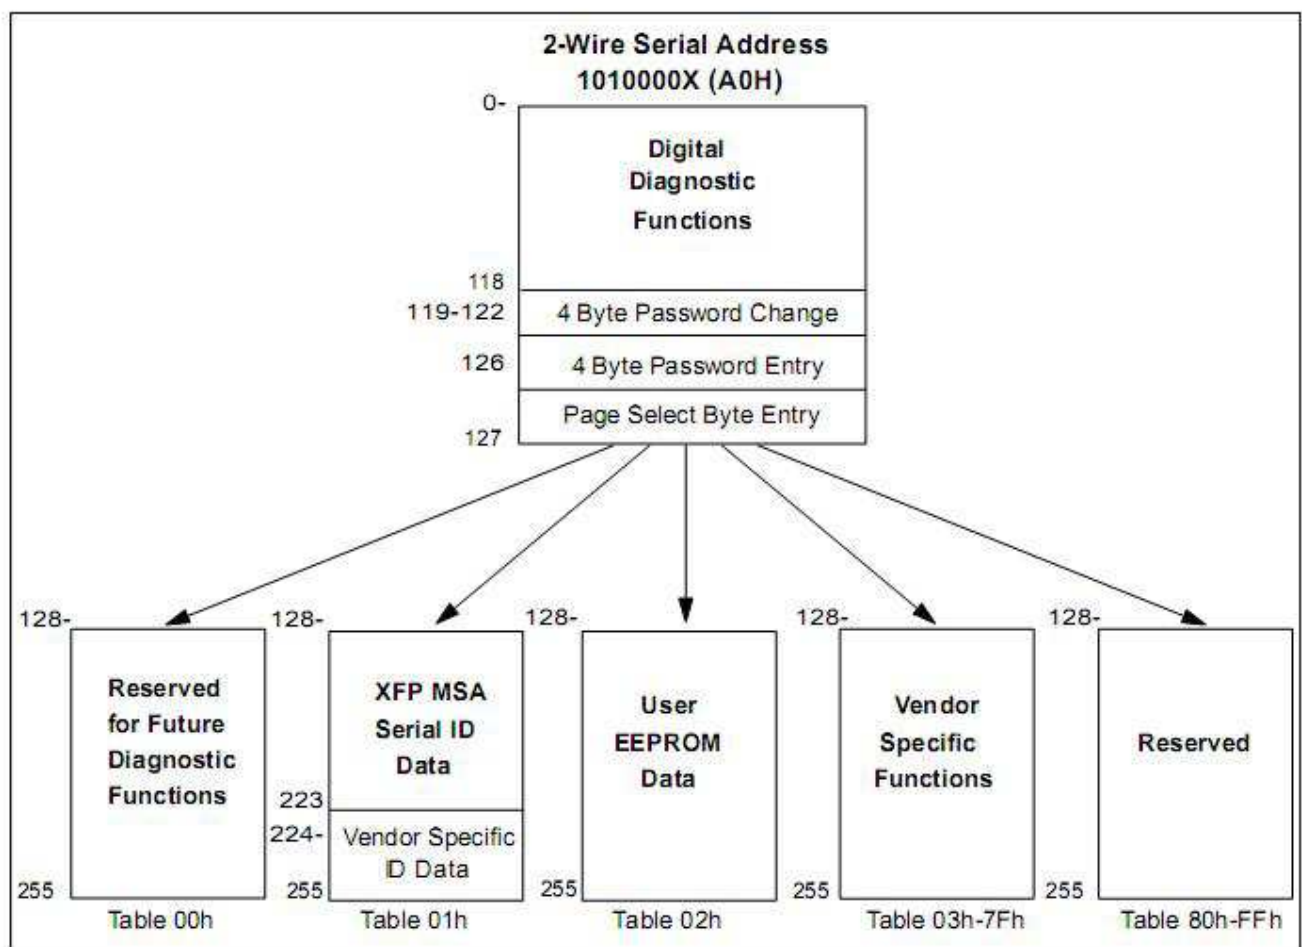 2-Wire Serial Address
1010000X (A0H)
0-
Digital
Diagnostic
Functions
118
119-122
4 Byte Password Change
126
4 Byte Password Entry
Page Select Byte Entry
127
128-
Reserved
for Future
Diagnostic
Functions
255
Table 00h
128-
XFP MSA
Serial ID
Data
223
224-
Vendor Specific
ID Data
255
Table 01h
128-
User
EEPROM
Data
255
Table 02h
128-
Vendor
Specific
Functions
255
Table 03h-7Fh
128-
Reserved
255
Table 80h-FFh